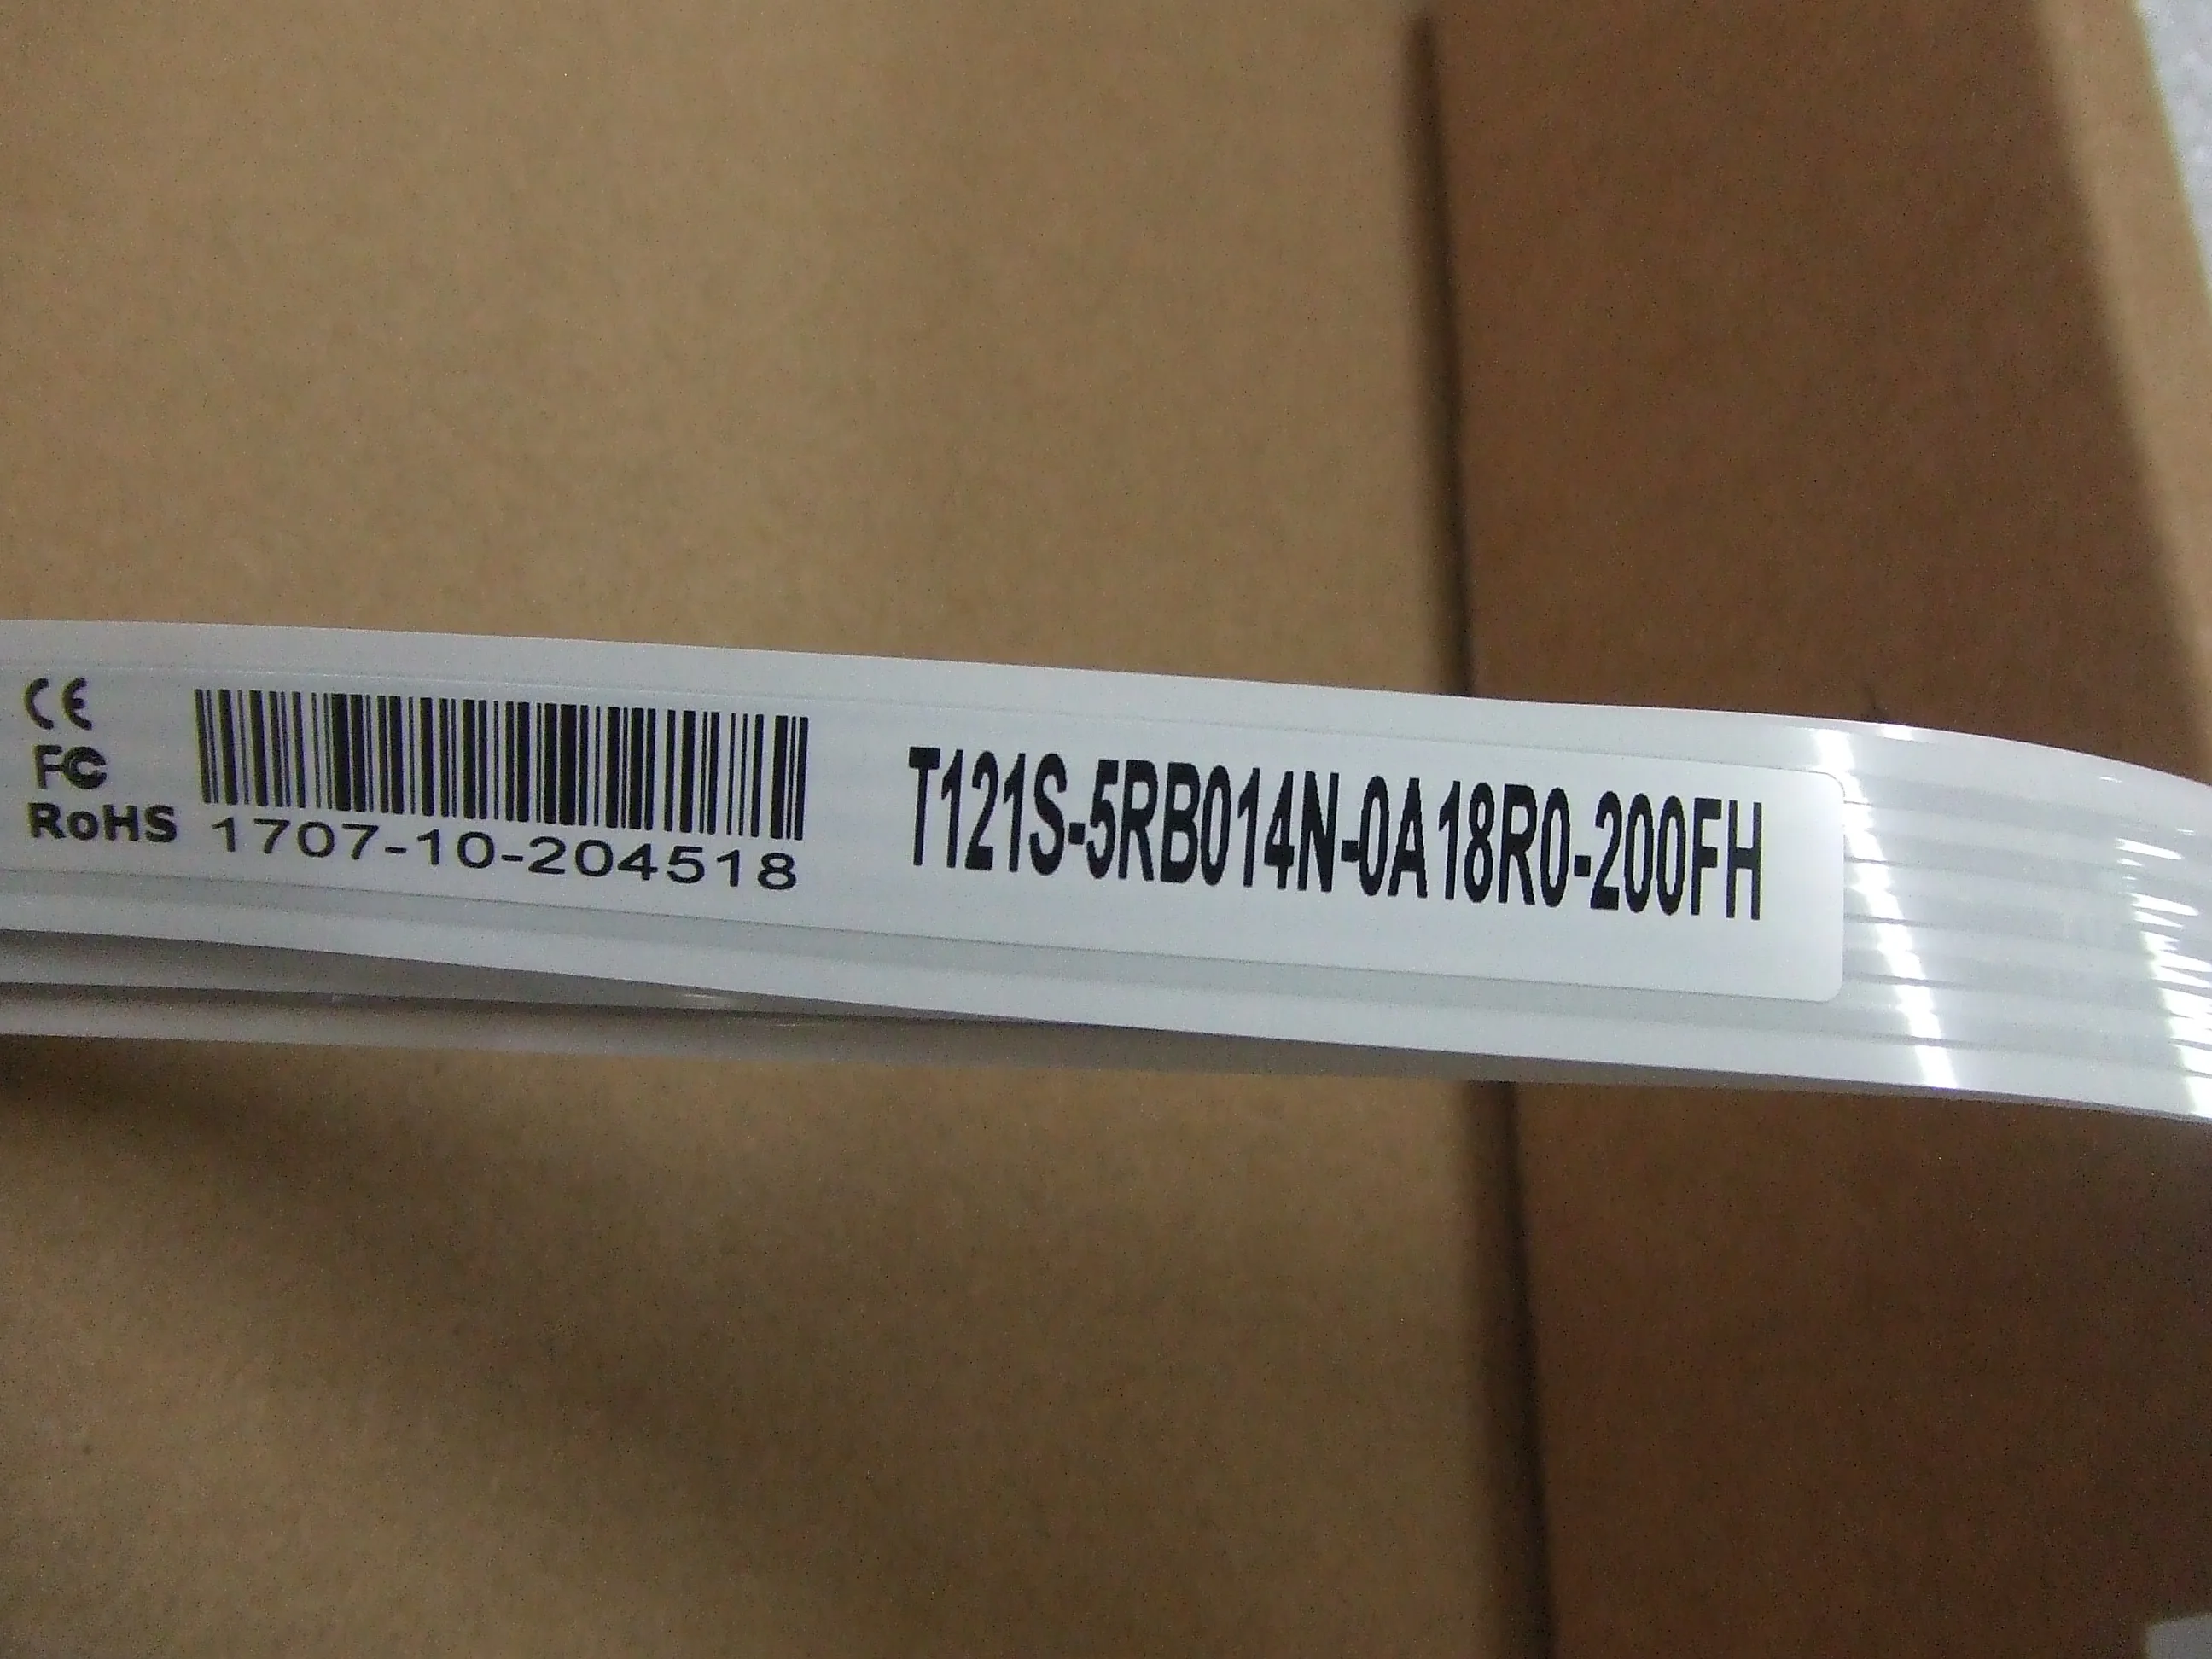 CE
FC
RoHS
1707-10-204518
T121S-5RB014N-0A18R0-200FH